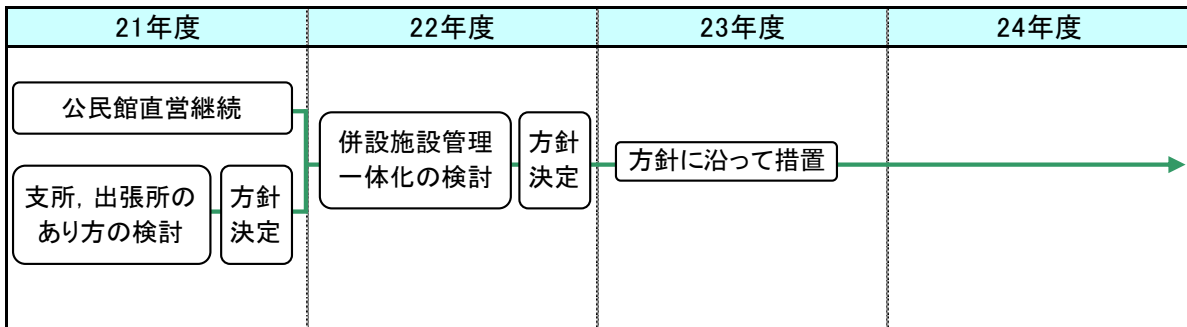 21年度
22年度
23年度
24年度
公民館直営継続
支所，出張所の
あり方の検討
方針
決定
併設施設管理
一体化の検討
方針
決定
方針に沿って措置